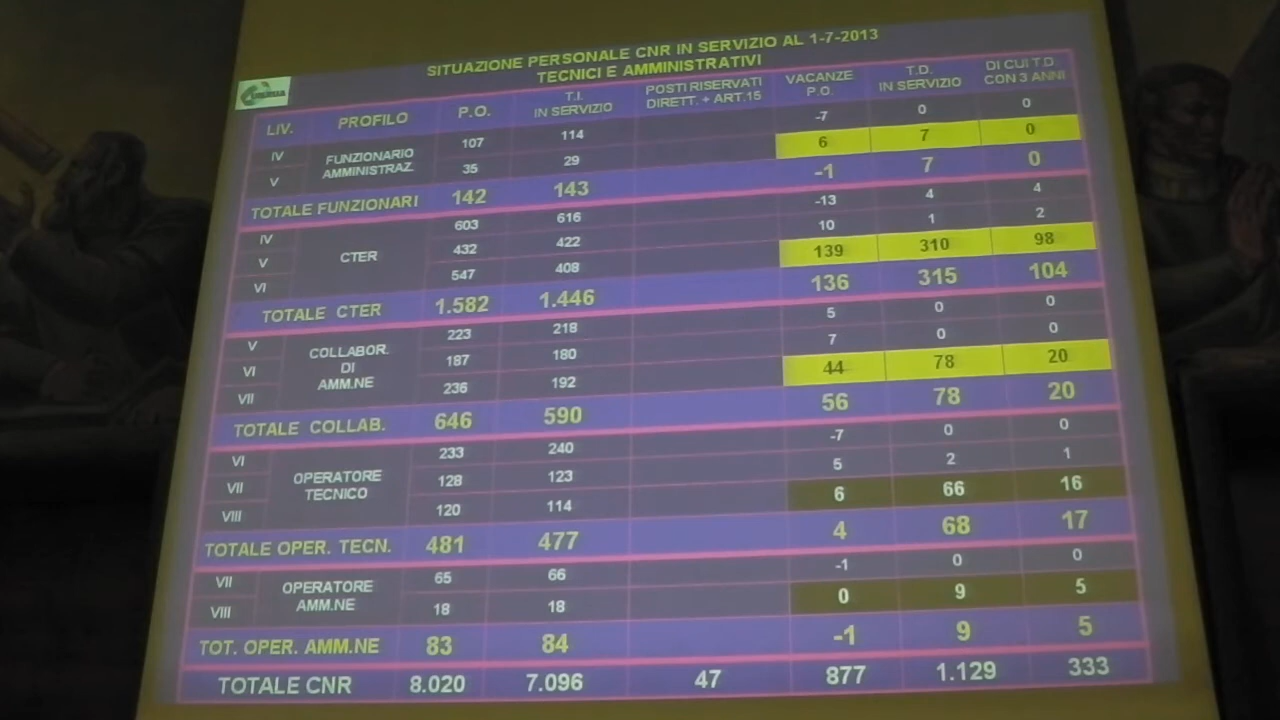 SITUAZIONE PERSONALE CNR IN SERVIZIO AL 1-7-2013
TECNICI E AMMINISTRATIVI
LIV. PROFILO P.O. T.I. IN SERVIZIO POSTI RISERVATI DIRETT. + ART.15 VACANZE P.O. T.D. IN SERVIZIO DI CUI T.D. CON 3 ANNI
IV FUNZIONARIO AMMINISTRAZ. 107 114 -7 0 0
V 35 29 6 7 0
TOTALE FUNZIONARI 142 143 -1 7 0
IV CTER 603 616 -13 4 4
V 432 422 10 1 2
VI 547 408 139 310 98
TOTALE CTER 1.582 1.446 136 315 104
V COLLABOR. DI AMM.NE 223 218 5 0 0
VI 187 180 7 0 0
VII 236 192 44 78 20
TOTALE COLLAB. 646 590 56 78 20
VI OPERATORE TECNICO 233 240 -7 0 0
VII 128 123 5 2 1
VIII 120 114 6 66 16
TOTALE OPER. TECN. 481 477 4 68 17
VII OPERATORE AMM.NE 65 66 -1 0 0
VIII 18 18 0 9 5
TOT. OPER. AMM.NE 83 84 -1 9 5
TOTALE CNR 8.020 7.096 47 877 1.129 333